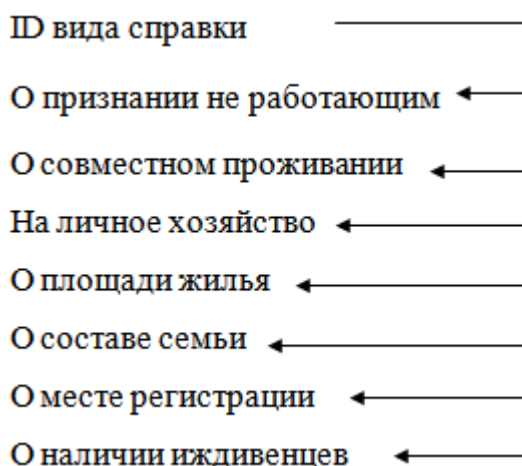 ID вида справки
О признании не работающим
О совместном проживании
На личное хозяйство
О площади жилья
О составе семьи
О месте регистрации
О наличии иждивенцев